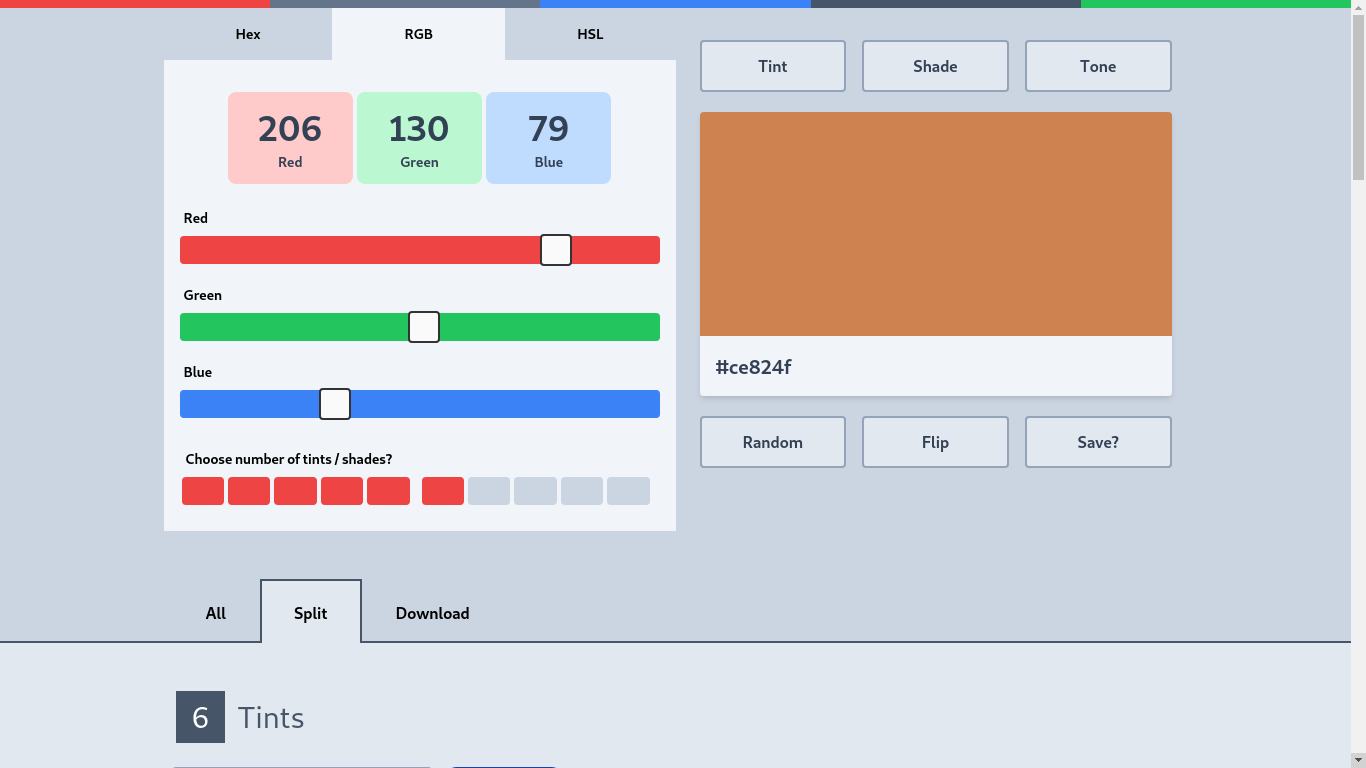 Hex
RGB
HSL
206
Red
130
Green
79
Blue
Red
Green
Blue
Choose number of tints / shades?
Tint
Shade
Tone
#ce824f
Random
Flip
Save?
All
Split
Download
6
Tints